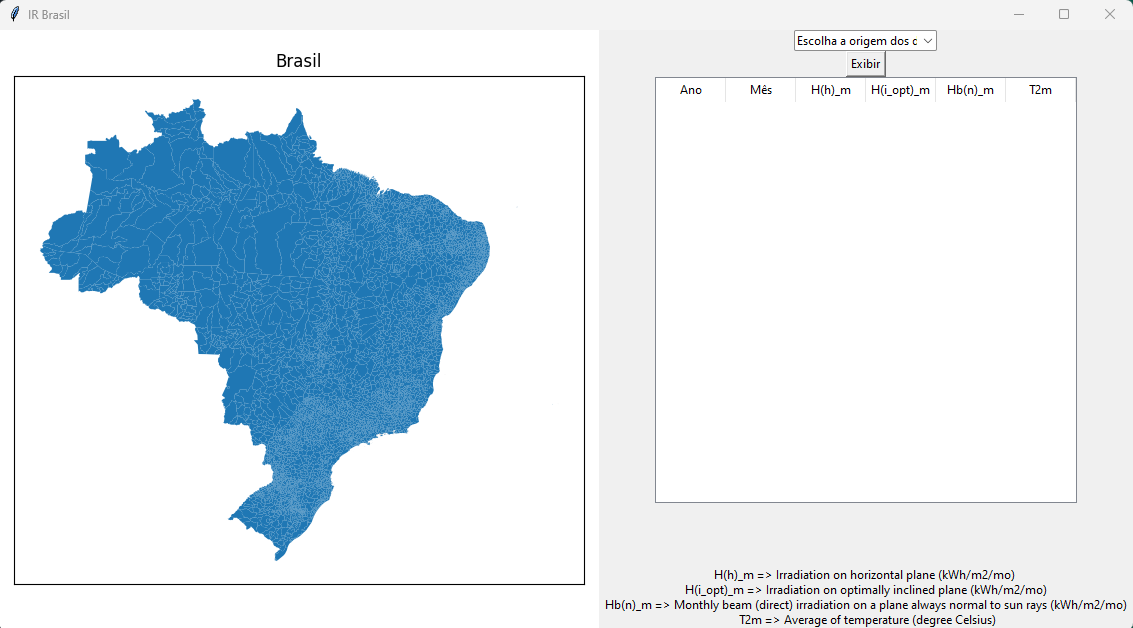 IR Brasil
Brasil
Escolha a origem dos c
Exibir
Ano Mês H(h)_m H(i_opt)_m Hb(n)_m T2m
H(h)_m => Irradiation on horizontal plane (kWh/m2/mo)
H(i_opt)_m => Irradiation on optimally inclined plane (kWh/m2/mo)
Hb(n)_m => Monthly beam (direct) irradiation on a plane always normal to sun rays (kWh/m2/mo)
T2m => Average of temperature (degree Celsius)